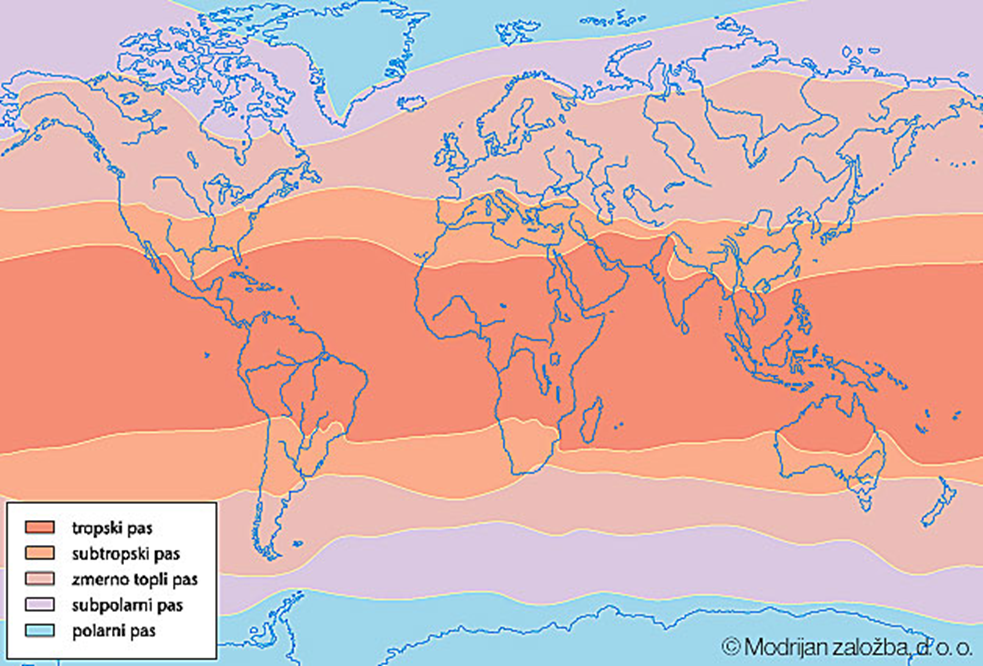 tropski pas
subtropski pas
zmerno topli pas
subpolarni pas
polarni pas
© Modrijan založba, d. o. o.